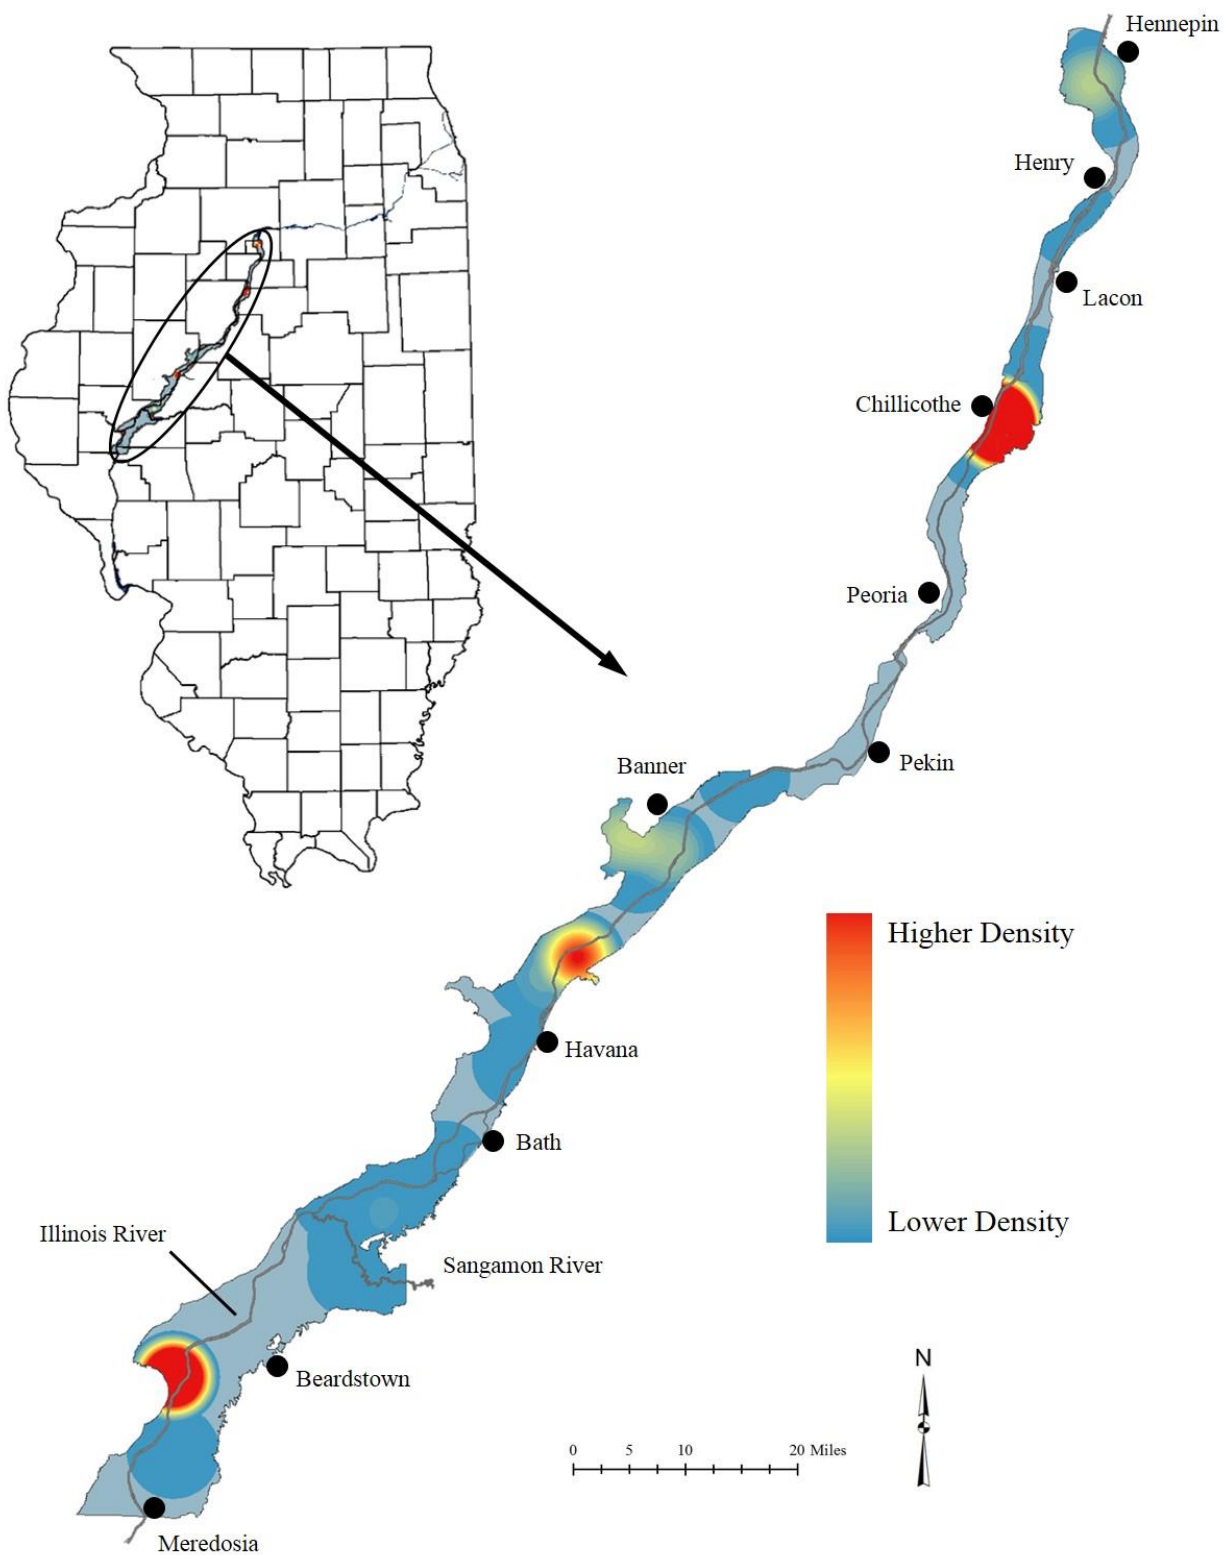 Hennepin
Henry
Lacon
Chillicothe
Peoria
Pekin
Banner
Higher Density
Havana
Bath
Lower Density
Illinois River
Sangamon River
Beardstown
N
0 5 10 20 Miles
Meredosia